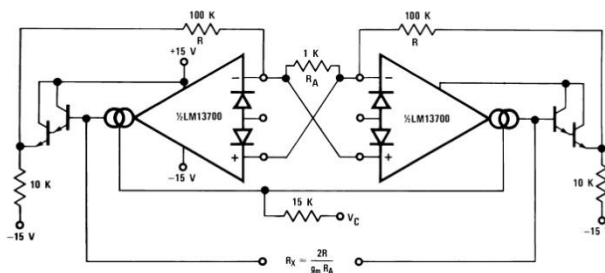 100 K
R
100 K
R
+15 V
1 K
R_A
−
−
½LM13700
½LM13700
+
+
10 K
−15 V
−15 V
15 K
V_C
10 K
−15
R_X = 2R / g_m R_A